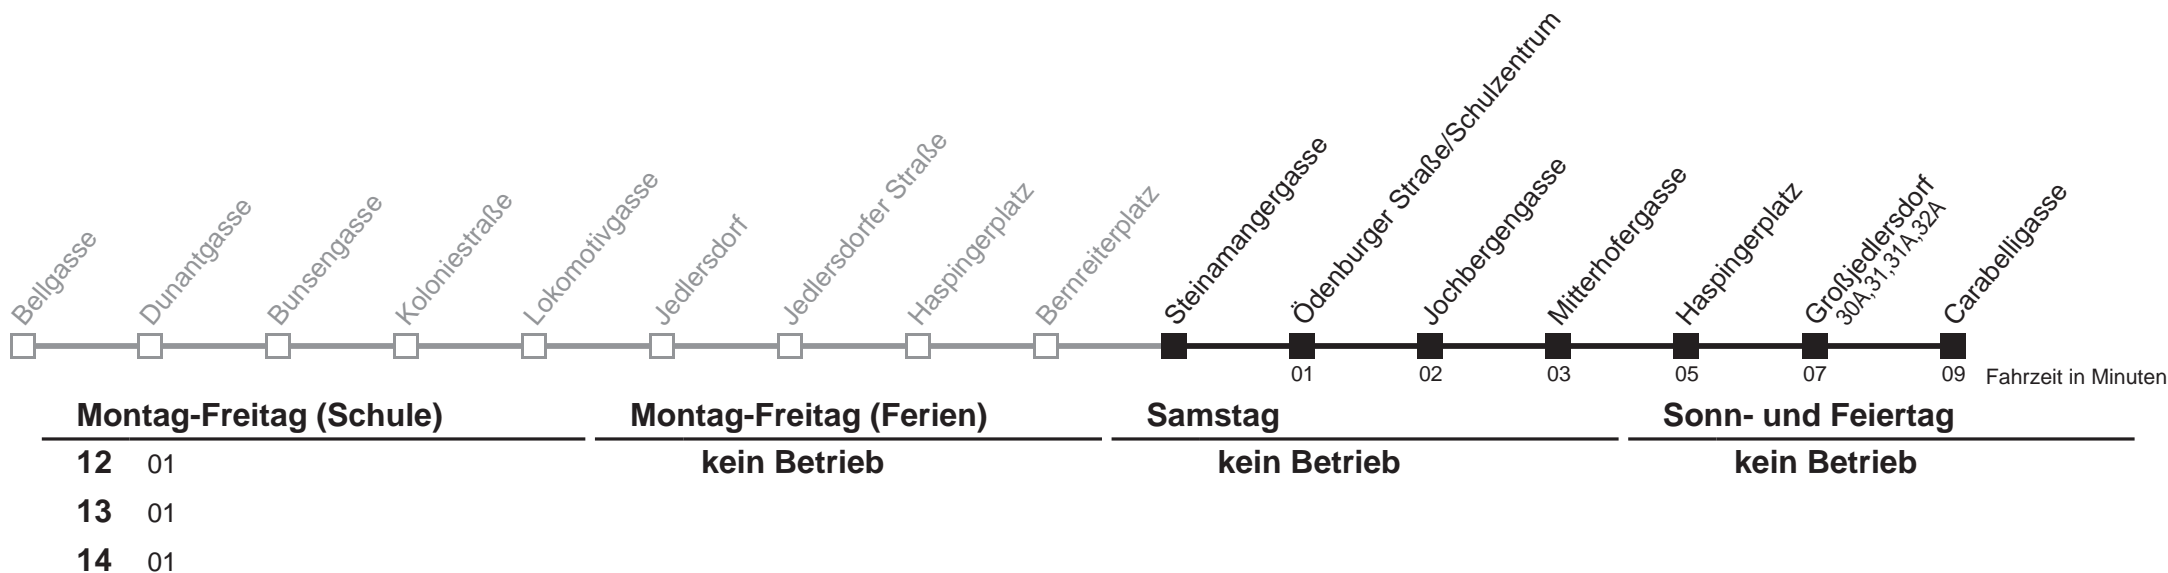 Bellgasse
Dunantgasse
Bunsengasse
Koloniestraße
Lokomotivgasse
Jedlersdorf
Jedlersdorfer Straße
Haspingerplatz
Bernreiterplatz
Steinamangergasse
Ödenburger Straße/Schulzentrum
Jochbergengasse
Mitterhofergasse
Haspingerplatz
Großjedlersdorf
30A,31,31A,32A
Carabelligasse
01 02 03 05 07 09 Fahrzeit in Minuten
Montag-Freitag (Schule) Montag-Freitag (Ferien) Samstag Sonn- und Feiertag
12 01 kein Betrieb kein Betrieb kein Betrieb
13 01
14 01